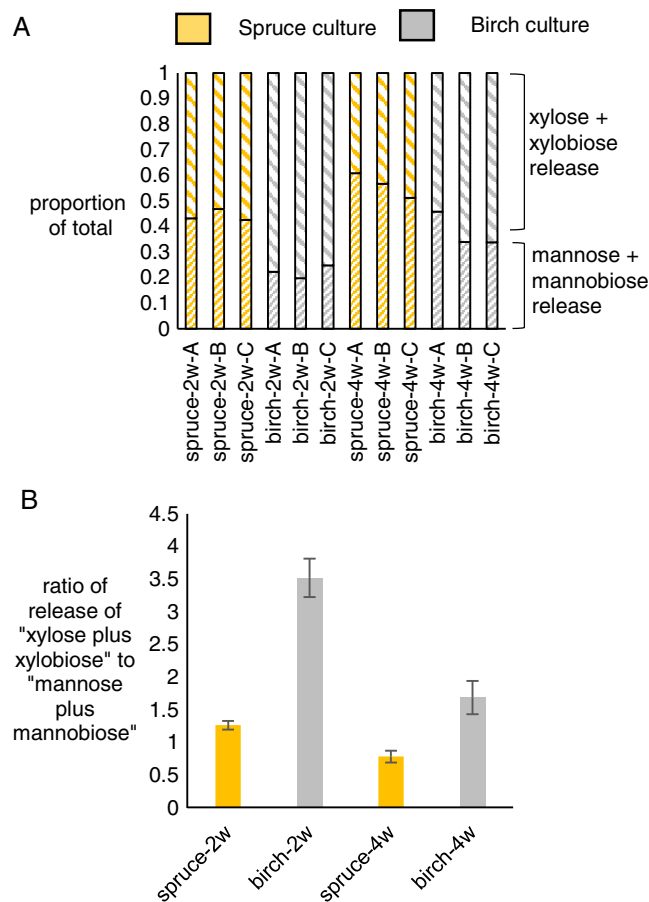 A
Spruce culture
Birch culture
1
0.9
0.8
0.7
0.6
0.5
0.4
0.3
0.2
0.1
0
proportion
of total
xylose +
xylobiose
release
mannose +
mannobiose
release
spruce-2w-A
spruce-2w-B
spruce-2w-C
birch-2w-A
birch-2w-B
birch-2w-C
spruce-4w-A
spruce-4w-B
spruce-4w-C
birch-4w-A
birch-4w-B
birch-4w-C
B
4.5
4
3.5
3
2.5
2
1.5
1
0.5
0
ratio of
release of
"xylose plus
xylobiose" to
"mannose
plus
mannobiose"
spruce-2w
birch-2w
spruce-4w
birch-4w